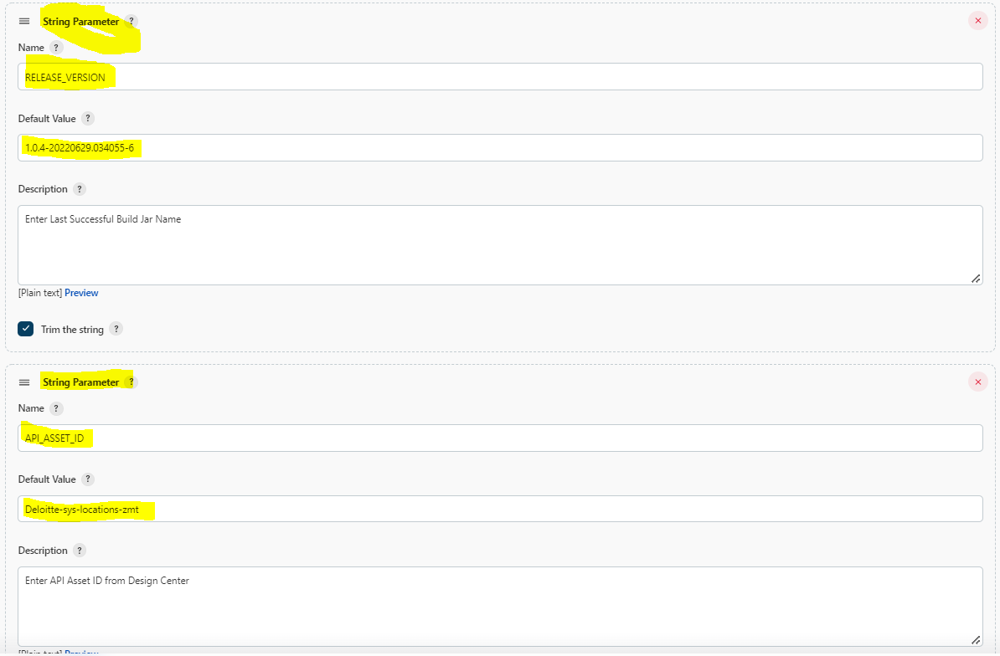 String Parameter ?
Name ?
RELEASE_VERSION
Default Value ?
1.0.4-20220629.034055-6
Description ?
Enter Last Successful Build Jar Name
[Plain text] Preview
Trim the string ?
String Parameter ?
Name ?
API_ASSET_ID
Default Value ?
Deloitte-sys-locations-zmt
Description ?
Enter API Asset ID from Design Center
[Plain text] Preview